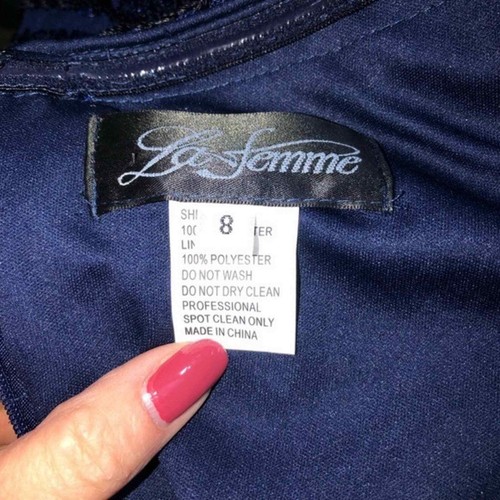 La Femme
8
100% POLYESTER
DO NOT WASH
DO NOT DRY CLEAN
PROFESSIONAL
SPOT CLEAN ONLY
MADE IN CHINA